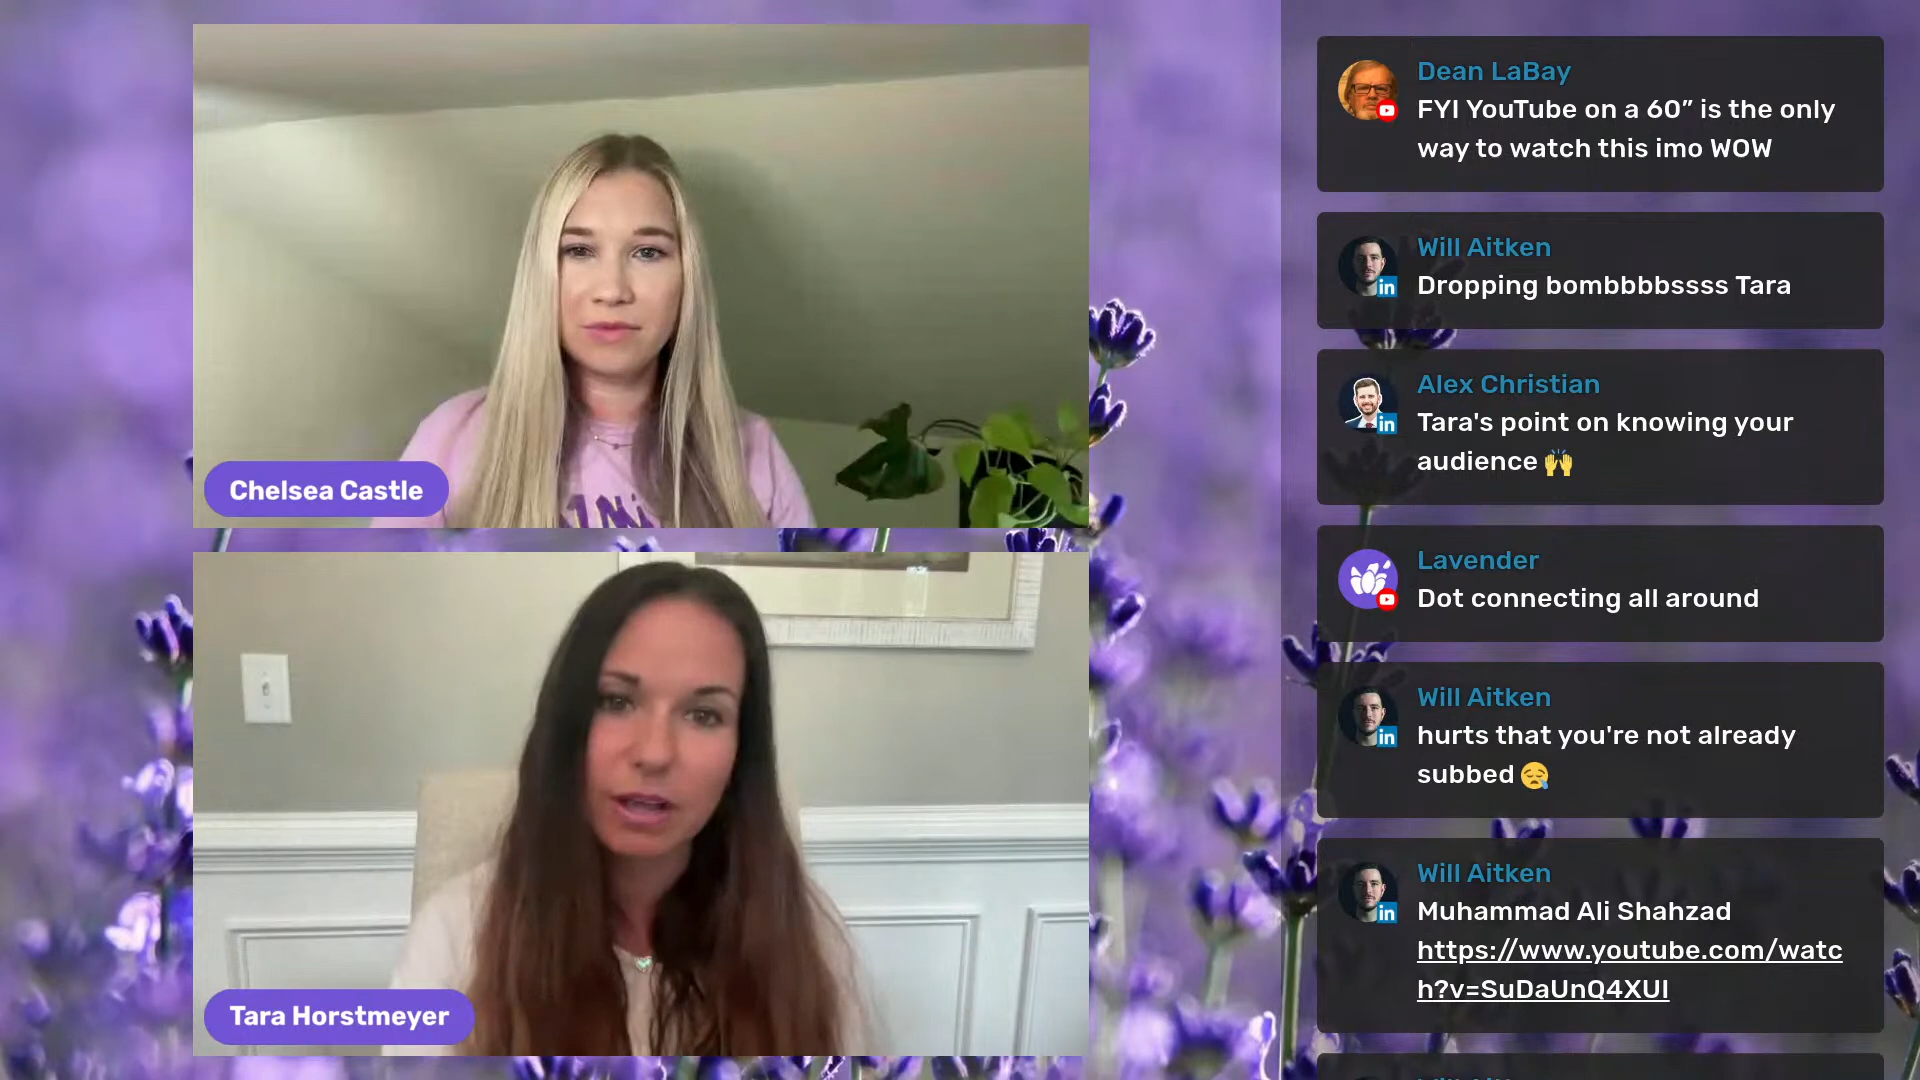 Chelsea Castle
Tara Horstmeyer
Dean LaBay
FYI YouTube on a 60” is the only
way to watch this imo WOW
Will Aitken
Dropping bombbbbssss Tara
Alex Christian
Tara's point on knowing your
audience 🙌
Lavender
Dot connecting all around
Will Aitken
hurts that you're not already
subbed 😪
Will Aitken
Muhammad Ali Shahzad
https://www.youtube.com/watc
h?v=SuDaUnQ4XUI